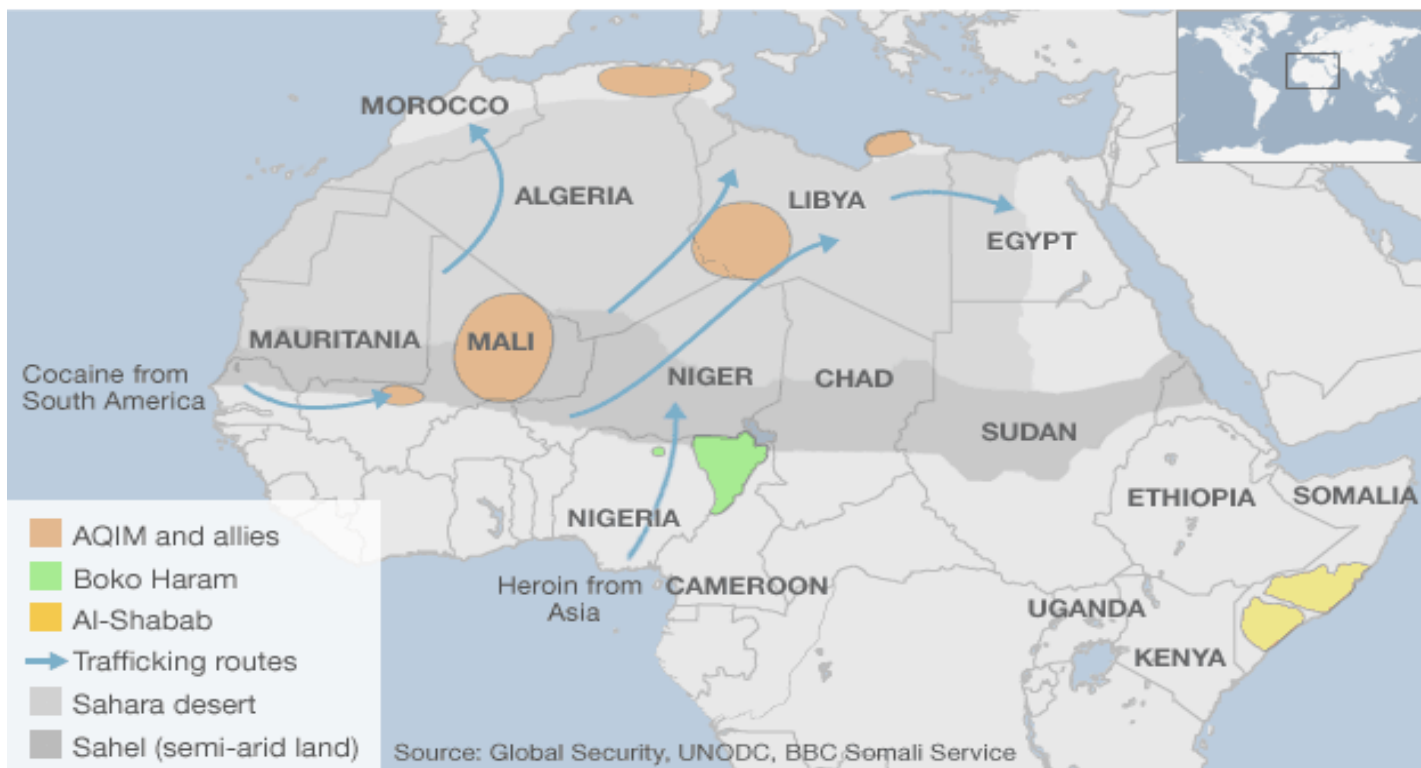 MOROCCO
ALGERIA
LIBYA
EGYPT
MAURITANIA
MALI
NIGER
CHAD
SUDAN
Cocaine from
South America
NIGERIA
ETHIOPIA
SOMALIA
Heroin from
Asia
CAMEROON
UGANDA
KENYA
AQIM and allies
Boko Haram
Al-Shabab
Trafficking routes
Sahara desert
Sahel (semi-arid land)
Source: Global Security, UNODC, BBC Somali Service